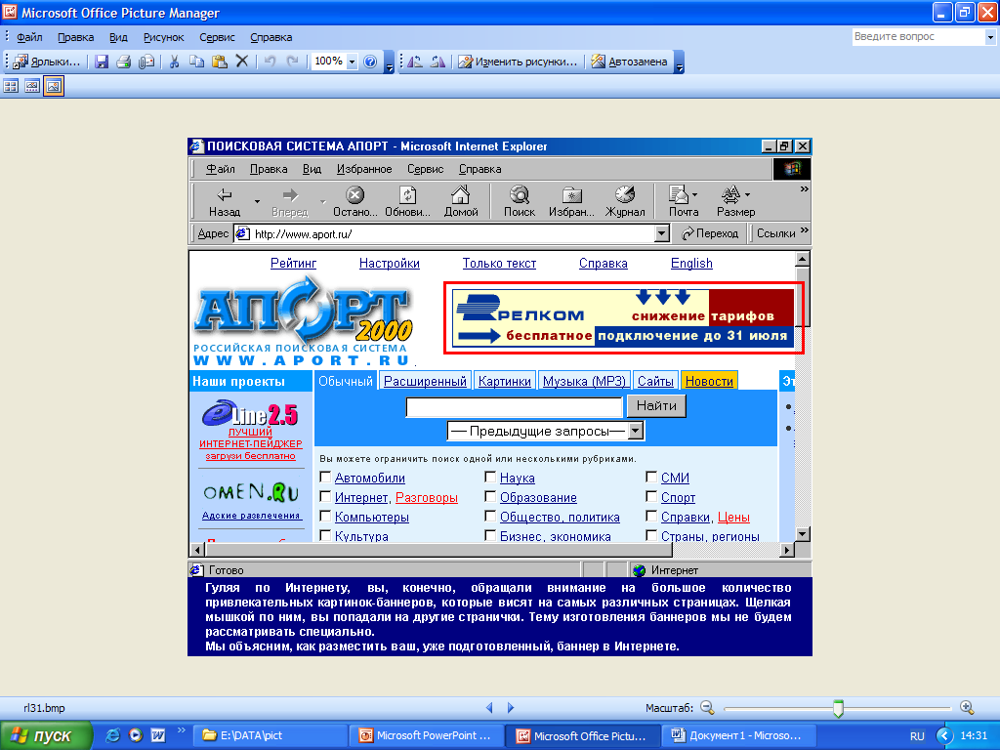 Microsoft Office Picture Manager
Файл Правка Вид Рисунок Сервис Справка
Введите вопрос
Ярлыки... 100% Изменить рисунки... Автозамена
ПОИСКОВАЯ СИСТЕМА АПОРТ - Microsoft Internet Explorer
Файл Правка Вид Избранное Сервис Справка
Назад Вперед Остано... Обнови... Домой Поиск Избран... Журнал Почта Размер
Адрес http://www.aport.ru/ Переход Ссылки
Рейтинг Настройки Только текст Справка English
АПОРТ 2000
РОССИЙСКАЯ ПОИСКОВАЯ СИСТЕМА
WWW.APORT.RU
РЕЛКОМ снижение тарифов
бесплатное подключение до 31 июля
Наши проекты Обычный Расширенный Картинки Музыка (MP3) Сайты Новости
eLine 2.5
ЛУЧШИЙ
ИНТЕРНЕТ-ПЕЙДЖЕР
загрузи бесплатно
Найти
— Предыдущие запросы—
Вы можете ограничить поиск одной или несколькими рубриками.
Автомобили Наука СМИ
OMEN.RU
Интернет, Разговоры Образование Спорт
Адские развлечения
Компьютеры Общество, политика Справки, Цены
Культура Бизнес, экономика Страны, регионы
Готово Интернет
Гуляя по Интернету, вы, конечно, обращали внимание на большое количество
привлекательных картинок-баннеров, которые висят на самых различных страницах. Щелкая
мышкой по ним, вы попадали на другие странички. Тему изготовления баннеров мы не будем
рассматривать специально.
Мы объясним, как разместить ваш, уже подготовленный, баннер в Интернете.
rl31.bmp Масштаб:
пуск E:\DATA\pict Microsoft PowerPoint ... Microsoft Office Pictu... Документ1 - Microso... RU 14:31